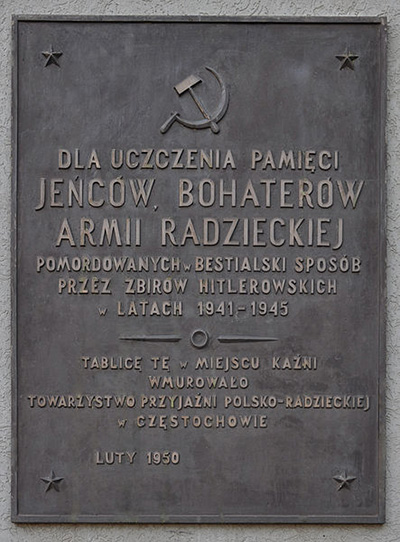 DLA UCZCZENIA PAMIĘCI
JEŃCÓW, BOHATERÓW
ARMII RADZIECKIEJ
POMORDOWANYCH W BESTIALSKI SPOSÓB
PRZEZ ZBIRÓW HITLEROWSKICH
W LATACH 1941-1945
TABLICĘ TĘ W MIEJSCU KAŹNI
WMUROWAŁO
TOWARZYSTWO PRZYJAŹNI POLSKO-RADZIECKIEJ
W CZĘSTOCHOWIE
LUTY 1950